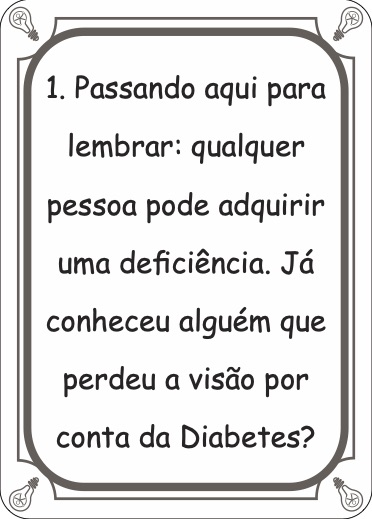 1. Passando aqui para
lembrar: qualquer
pessoa pode adquirir
uma deficiência. Já
conheceu alguém que
perdeu a visão por
conta da Diabetes?